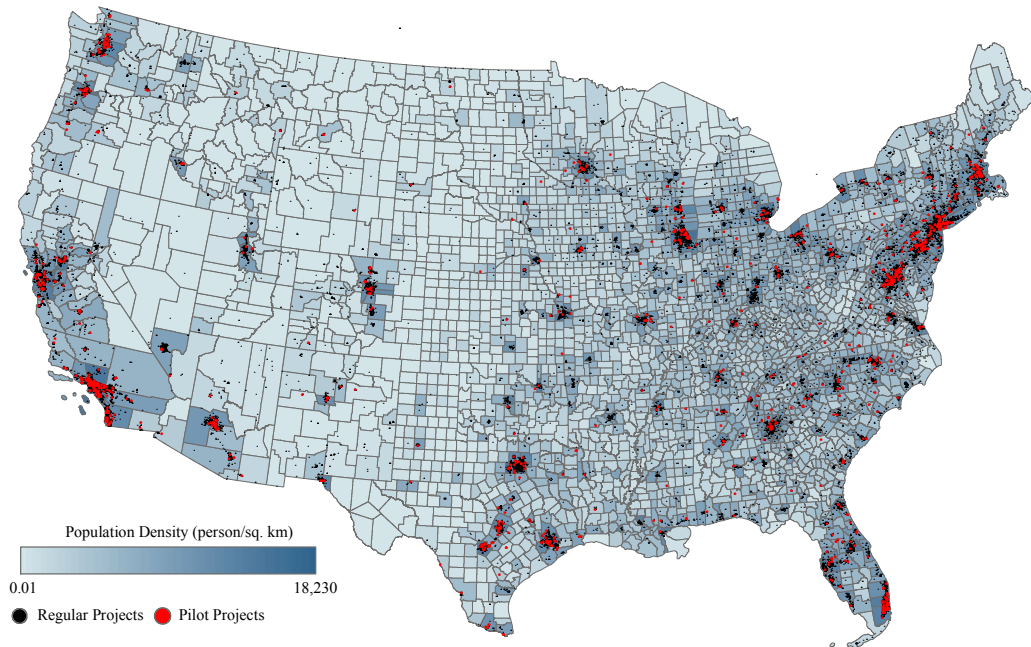 Population Density (person/sq. km)
0.01 18,230
Regular Projects Pilot Projects